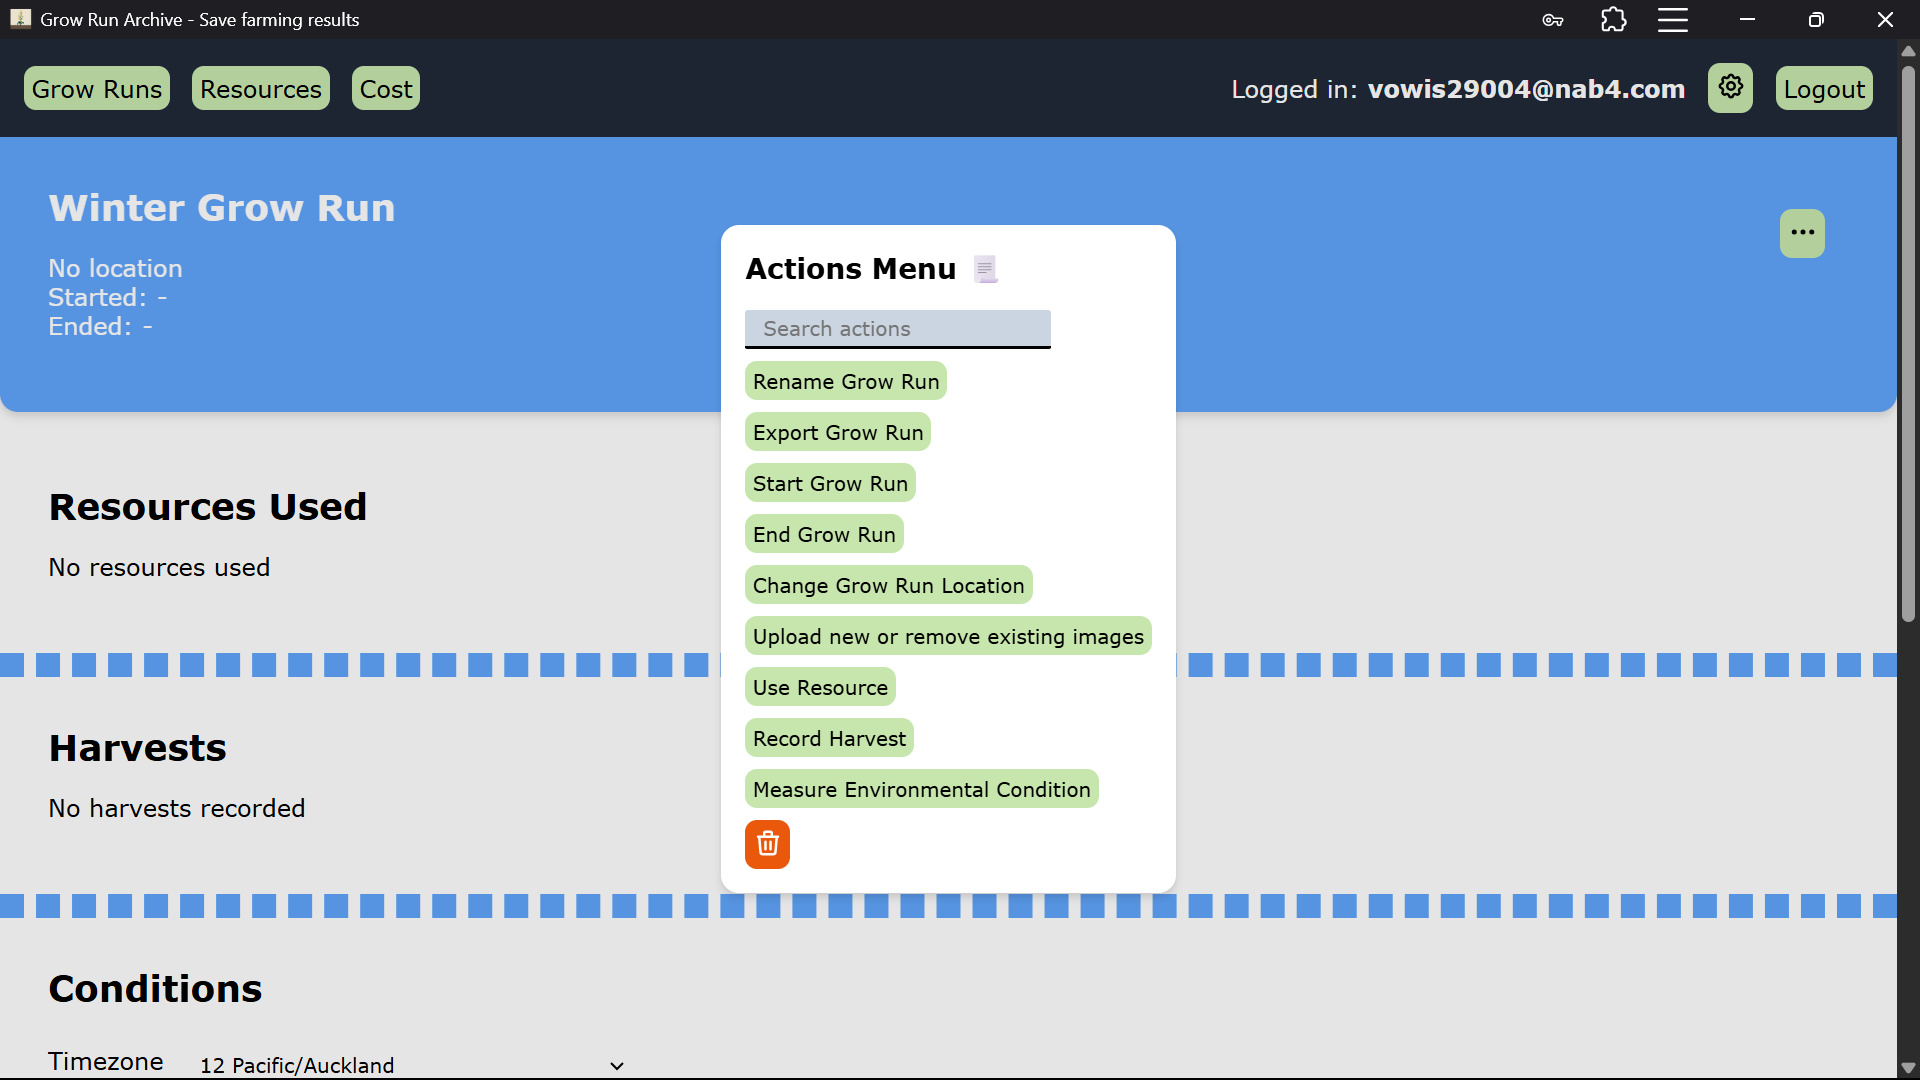 Grow Run Archive - Save farming results
Grow Runs
Resources
Cost
Logged in: vowis29004@nab4.com
Logout
Winter Grow Run
No location
Started: -
Ended: -
Actions Menu
Search actions
Rename Grow Run
Export Grow Run
Start Grow Run
End Grow Run
Change Grow Run Location
Upload new or remove existing images
Use Resource
Record Harvest
Measure Environmental Condition
Resources Used
No resources used
Harvests
No harvests recorded
Conditions
Timezone 12 Pacific/Auckland